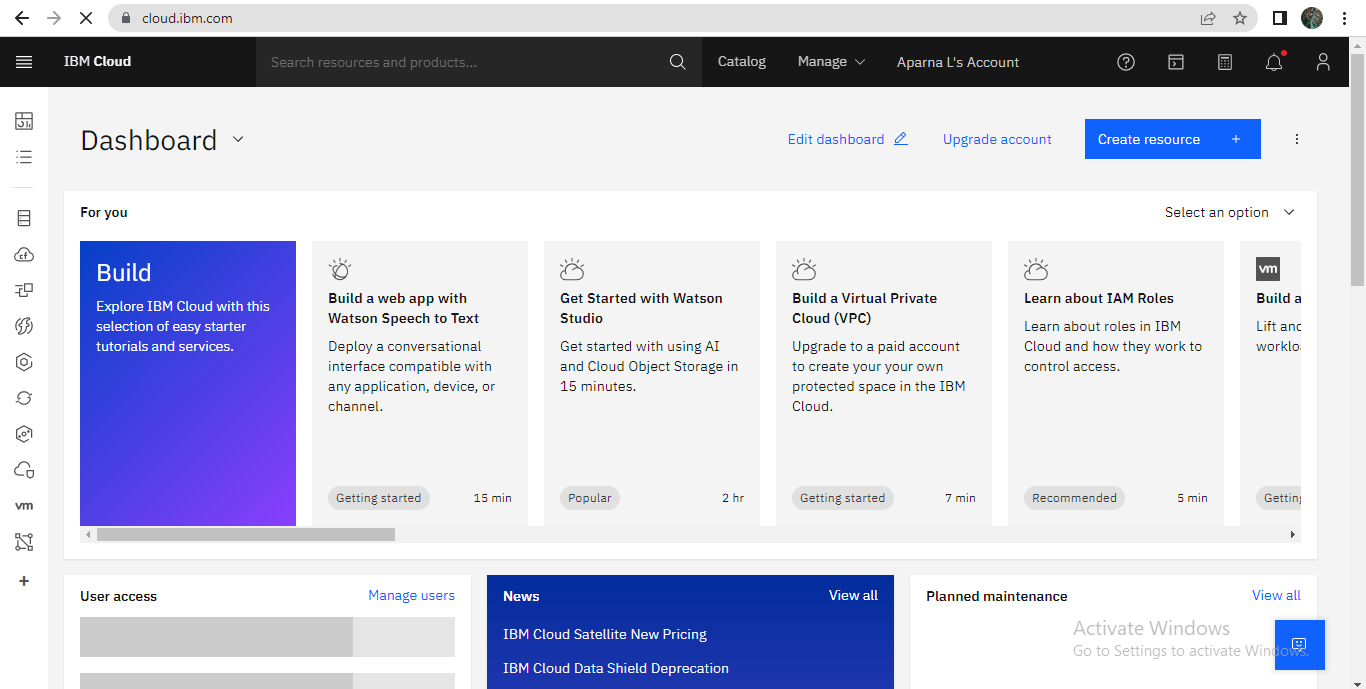 cloud.ibm.com
IBM Cloud
Search resources and products...
Catalog
Manage
Aparna L's Account
Dashboard
Edit dashboard
Upgrade account
Create resource +
For you
Select an option
Build
Explore IBM Cloud with this
selection of easy starter
tutorials and services.
Build a web app with
Watson Speech to Text
Deploy a conversational
interface compatible with
any application, device, or
channel.
Getting started 15 min
Get Started with Watson
Studio
Get started with using AI
and Cloud Object Storage in
15 minutes.
Popular 2 hr
Build a Virtual Private
Cloud (VPC)
Upgrade to a paid account
to create your your own
protected space in the IBM
Cloud.
Getting started 7 min
Learn about IAM Roles
Learn about roles in IBM
Cloud and how they work to
control access.
Recommended 5 min
vm
Build a
Lift and
User access
Manage users
News
View all
IBM Cloud Satellite New Pricing
IBM Cloud Data Shield Deprecation
Planned maintenance
View all
Activate Windows
Go to Settings to activate Windows.
cf
vm
+